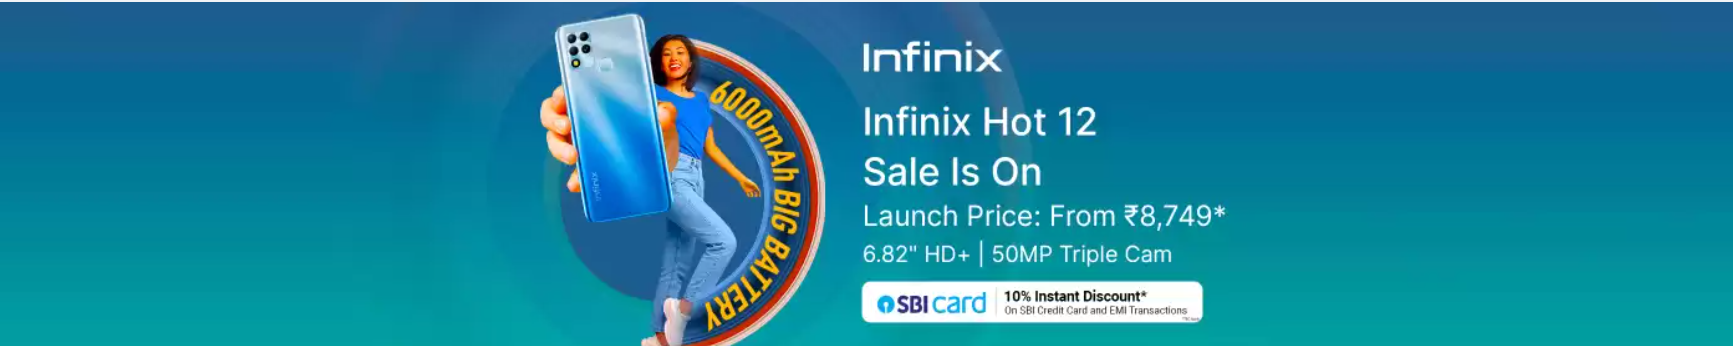 6000mAh BIG BATTERY
Infinix
Infinix
Infinix Hot 12
Sale Is On
Launch Price: From ₹8,749*
6.82" HD+ | 50MP Triple Cam
SBI card
10% Instant Discount*
On SBI Credit Card and EMI Transactions